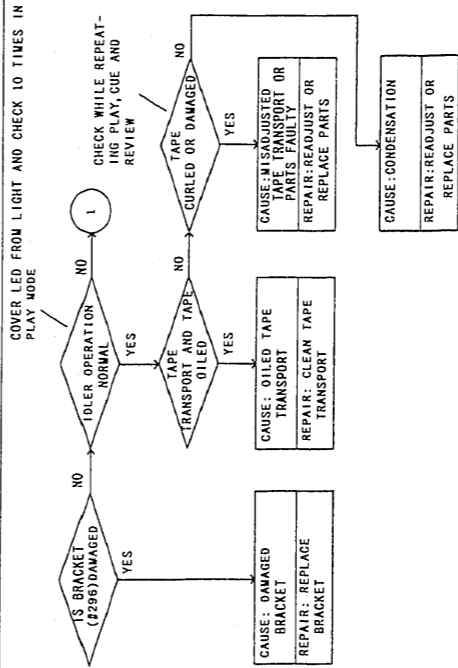 COVER LED FROM LIGHT AND CHECK 10 TIMES IN
PLAY MODE
IS BRACKET
(#296)DAMAGED
NO
YES
CAUSE: DAMAGED
BRACKET
REPAIR: REPLACE
BRACKET
IDLER OPERATION
NORMAL
NO
1
YES
TAPE
TRANSPORT AND TAPE
OILED
NO
YES
CAUSE: OILED TAPE
TRANSPORT
REPAIR: CLEAN TAPE
TRANSPORT
CHECK WHILE REPEAT-
ING PLAY, CUE AND
REVIEW
TAPE
CURLED OR DAMAGED
NO
YES
CAUSE:MISADJUSTED
TAPE TRANSPORT OR
PARTS FAULTY
REPAIR:READJUST OR
REPLACE PARTS
CAUSE:CONDENSATION
REPAIR:READJUST OR
REPLACE PARTS